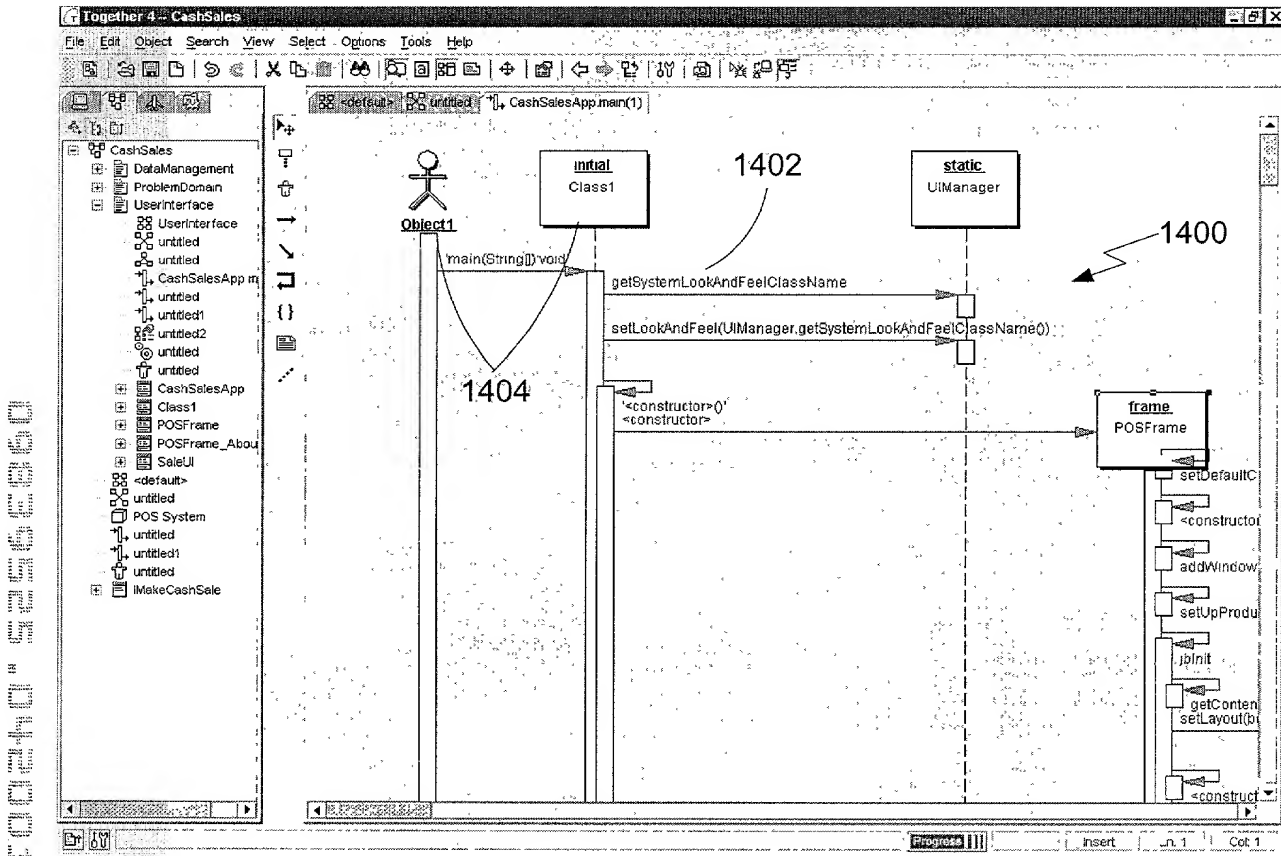 Together 4 -- CashSales
File Edit Object Search View Select Options Tools Help
<default> untitled CashSalesApp.main(1)
CashSales
DataManagement
ProblemDomain
UserInterface
UserInterface
untitled
untitled
CashSalesApp.m
untitled
untitled1
untitled2
untitled
untitled
CashSalesApp
Class1
POSFrame
POSFrame_Abou
SaleUI
<default>
untitled
POS System
untitled
untitled1
untitled
iMakeCashSale
Object1
initial
Class1
1402
static
UIManager
1400
'main(String[])'void
getSystemLookAndFeelClassName
setLookAndFeel(UIManager.getSystemLookAndFeelClassName())
1404
'<constructor>()'
<constructor>
frame
POSFrame
setDefaultC
<constructor
addWindow
setUpProdu
jbInit
getConten
setLayout(b
<construct
Progress
Insert
Ln. 1
Col: 1